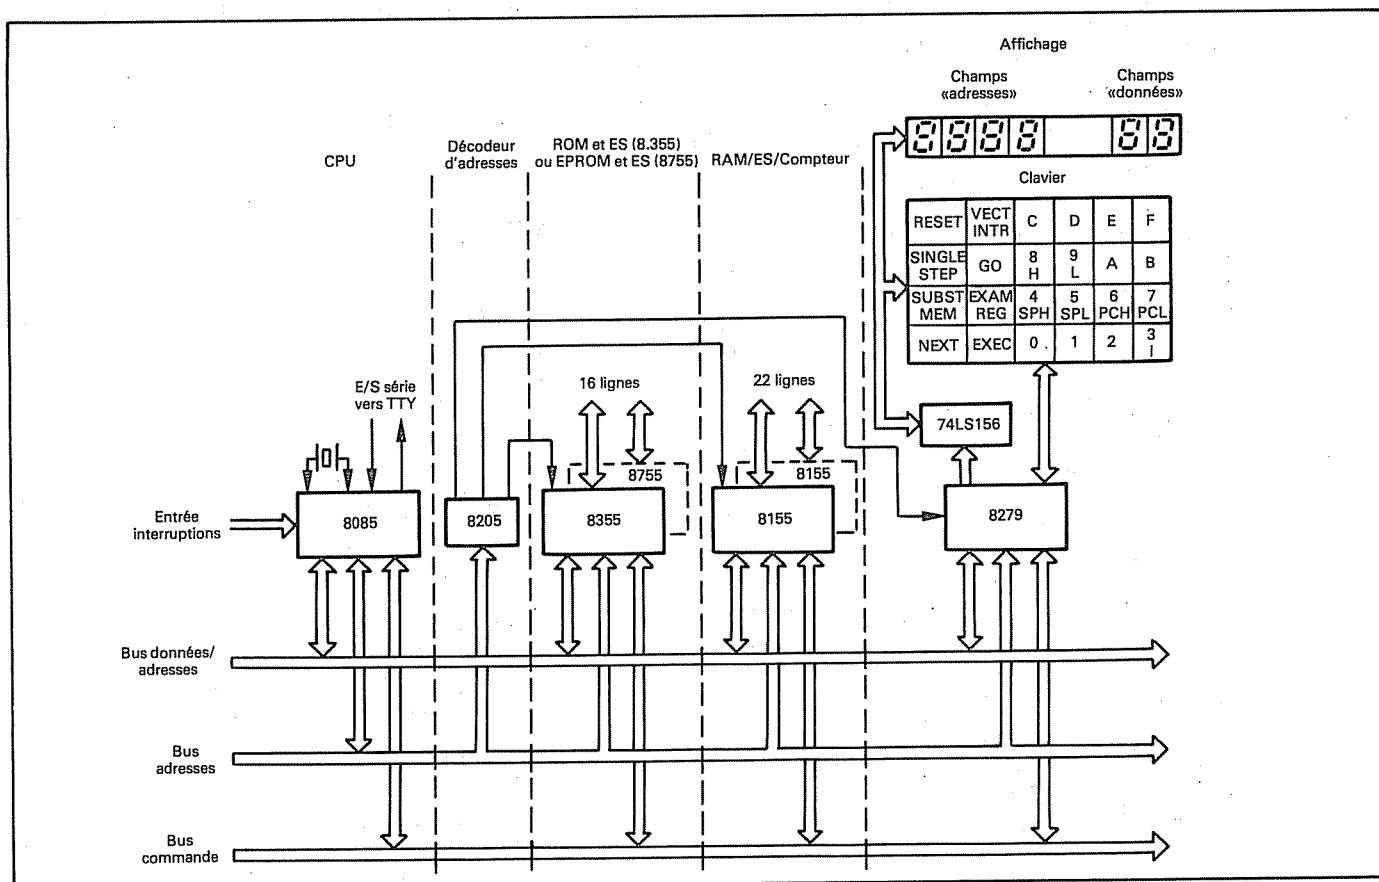 Affichage
Champs
«adresses»
Champs
«données»
CPU
Décodeur
d'adresses
ROM et ES (8.355)
ou EPROM et ES (8755)
RAM/ES/Compteur
Clavier
RESET
VECT
INTR
C
D
E
F
SINGLE
STEP
GO
8
H
9
L
A
B
SUBST
MEM
EXAM
REG
4
SPH
5
SPL
6
PCH
7
PCL
NEXT
EXEC
0
1
2
3
I
E/S série
vers TTY
16 lignes
22 lignes
74LS156
8755
8155
Entrée
interruptions
8085
8205
8355
8155
8279
Bus données/
adresses
Bus
adresses
Bus
commande